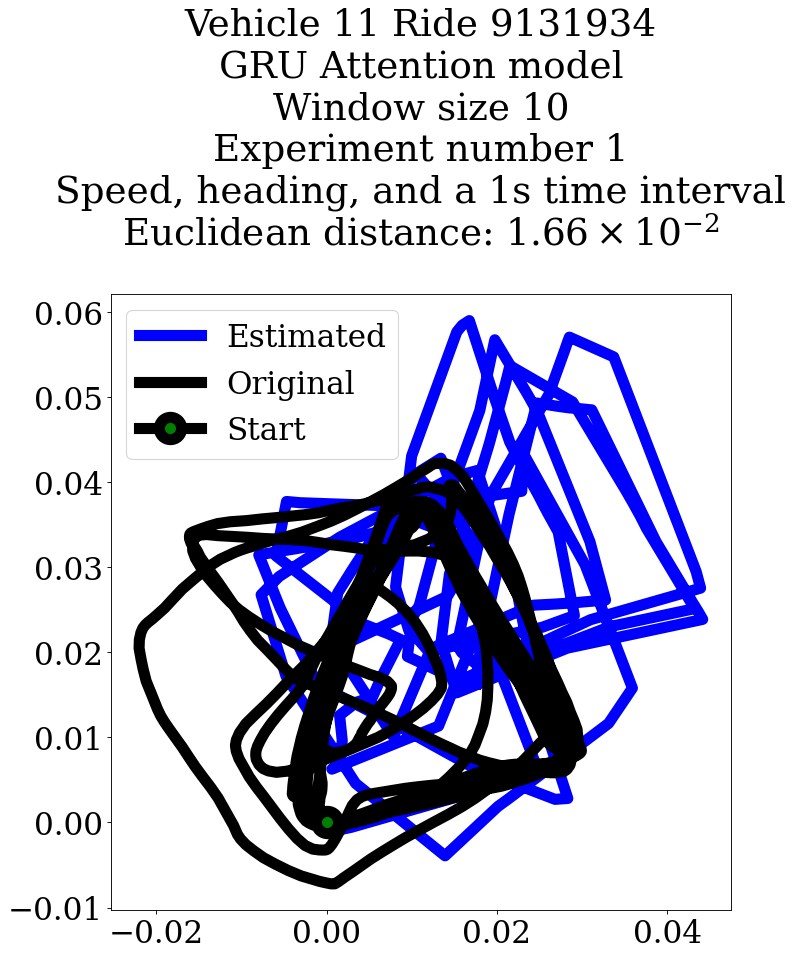 Vehicle 11 Ride 9131934
GRU Attention model
Window size 10
Experiment number 1
Speed, heading, and a 1s time interval
Euclidean distance: 1.66 × 10⁻²
Estimated
Original
Start
0.06
0.05
0.04
0.03
0.02
0.01
0.00
−0.01
−0.02 0.00 0.02 0.04